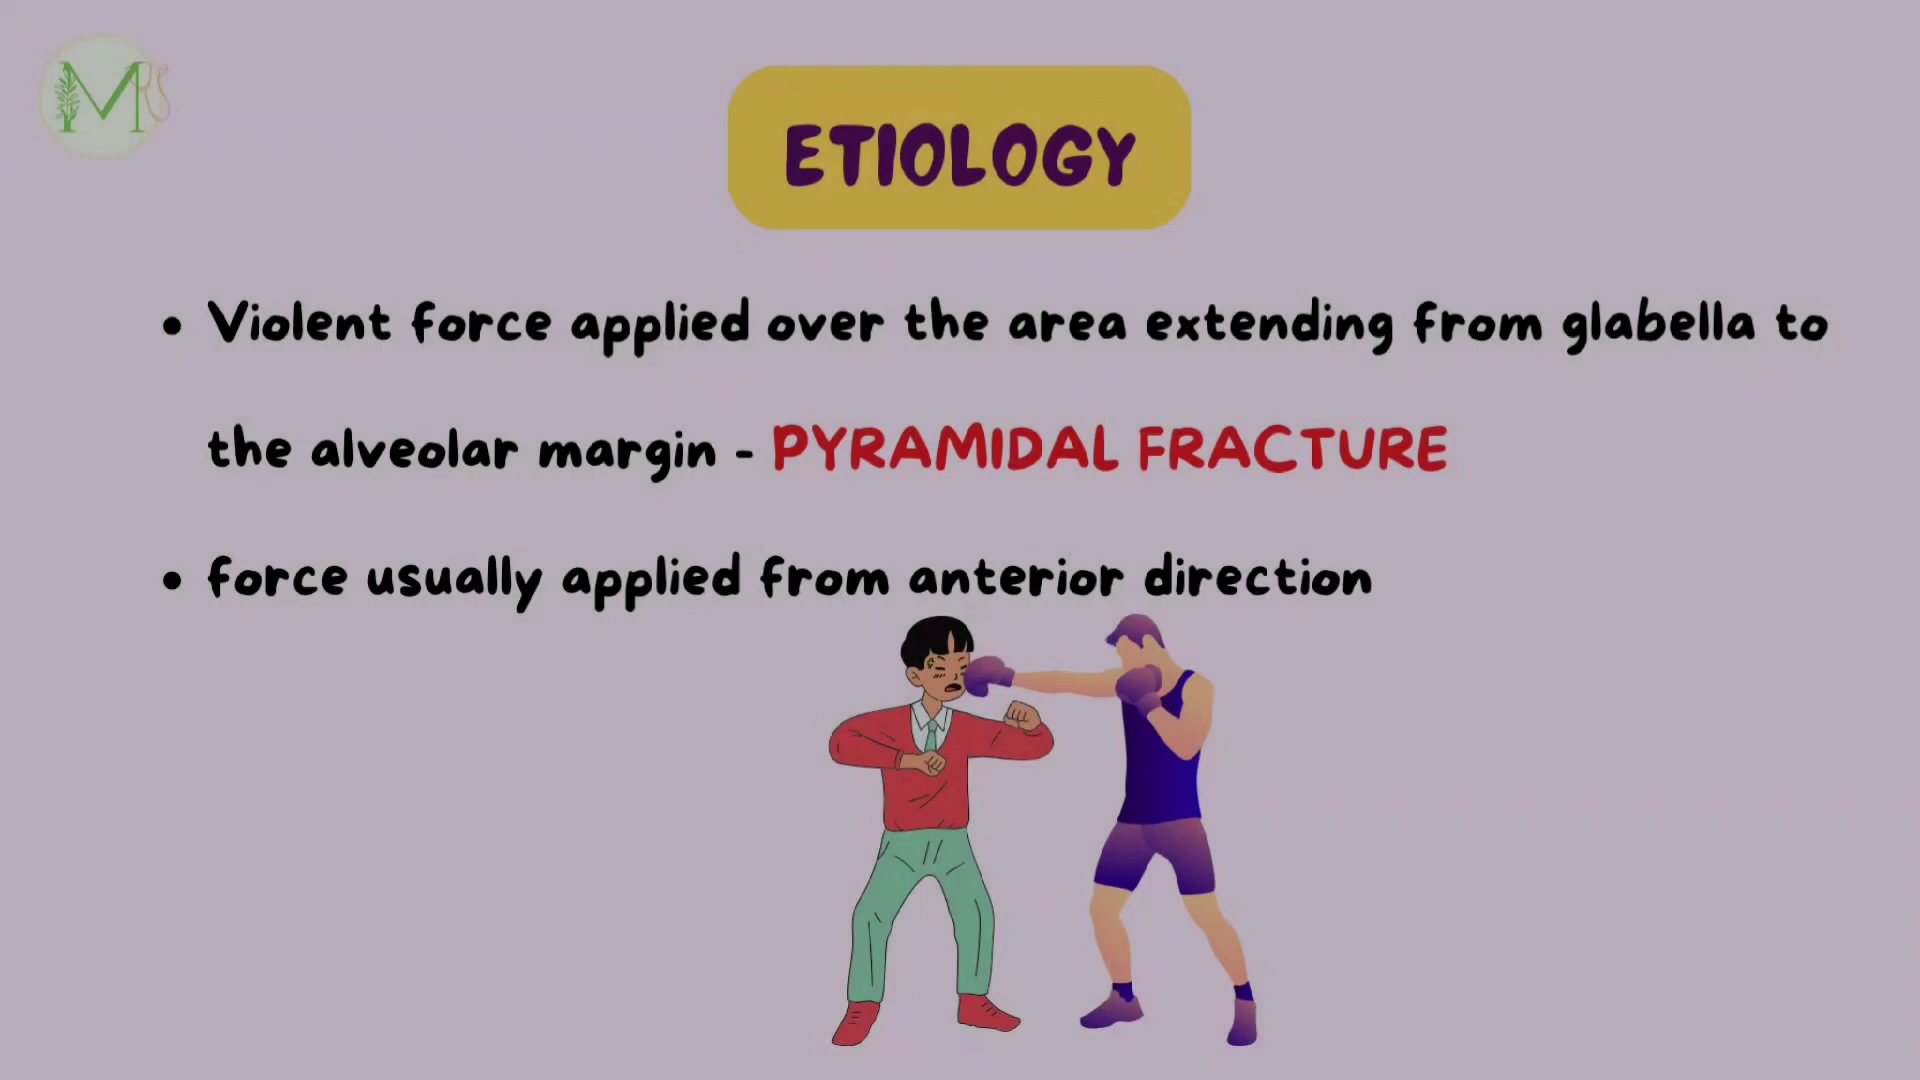 M
ETIOLOGY
• Violent force applied over the area extending from glabella to
the alveolar margin - PYRAMIDAL FRACTURE
• force usually applied from anterior direction